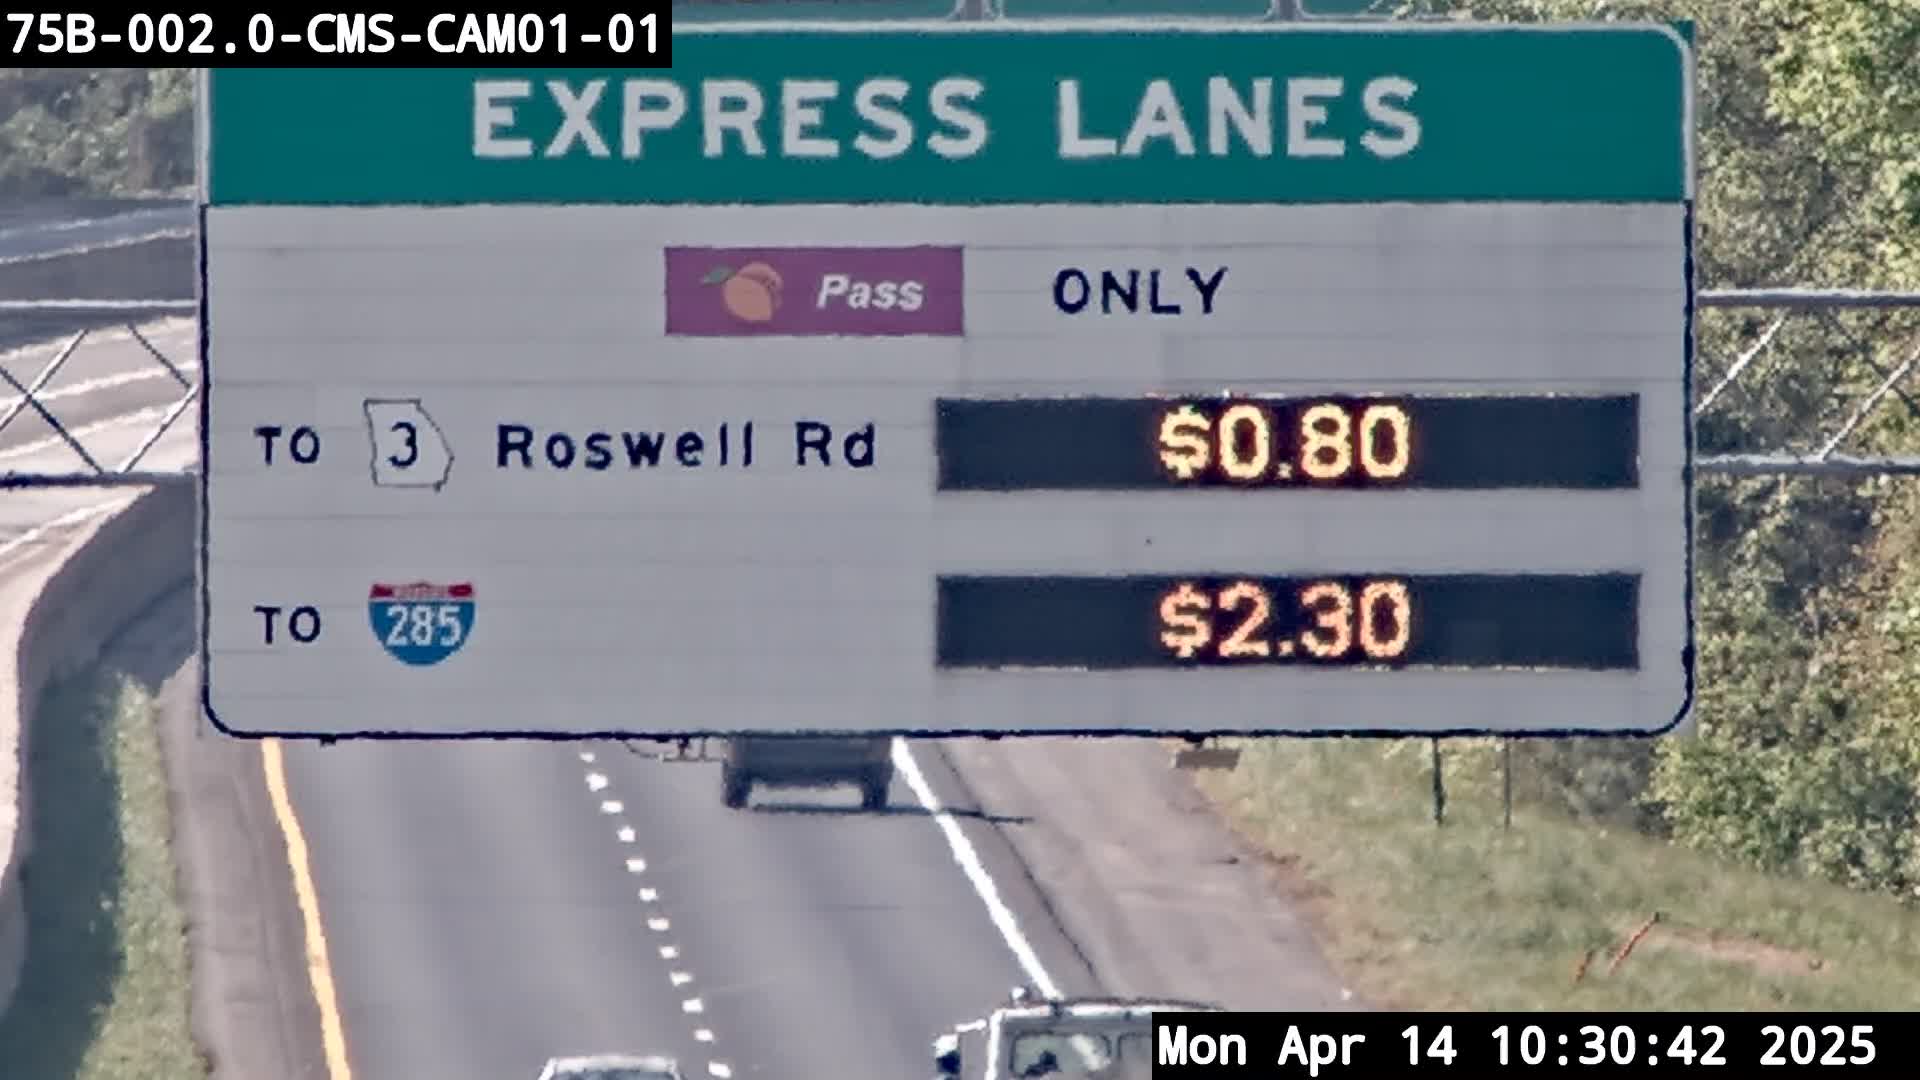 75B-002.0-CMS-CAM01-01
EXPRESS LANES
Pass ONLY
TO 3 Roswell Rd $0.80
TO 285 $2.30
Mon Apr 14 10:30:42 2025